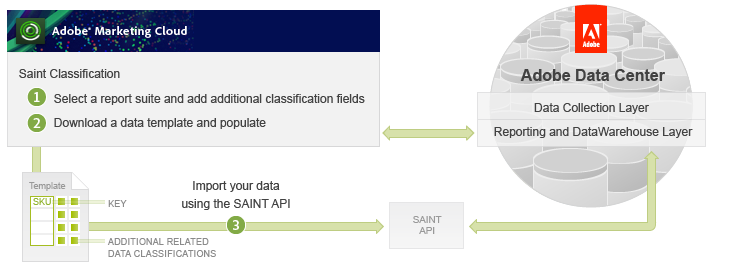 Adobe® Marketing Cloud
Saint Classification
1 Select a report suite and add additional classification fields
2 Download a data template and populate
Adobe
Adobe Data Center
Data Collection Layer
Reporting and DataWarehouse Layer
Template
SKU
KEY
ADDITIONAL RELATED
DATA CLASSIFICATIONS
Import your data
using the SAINT API
3
SAINT
API